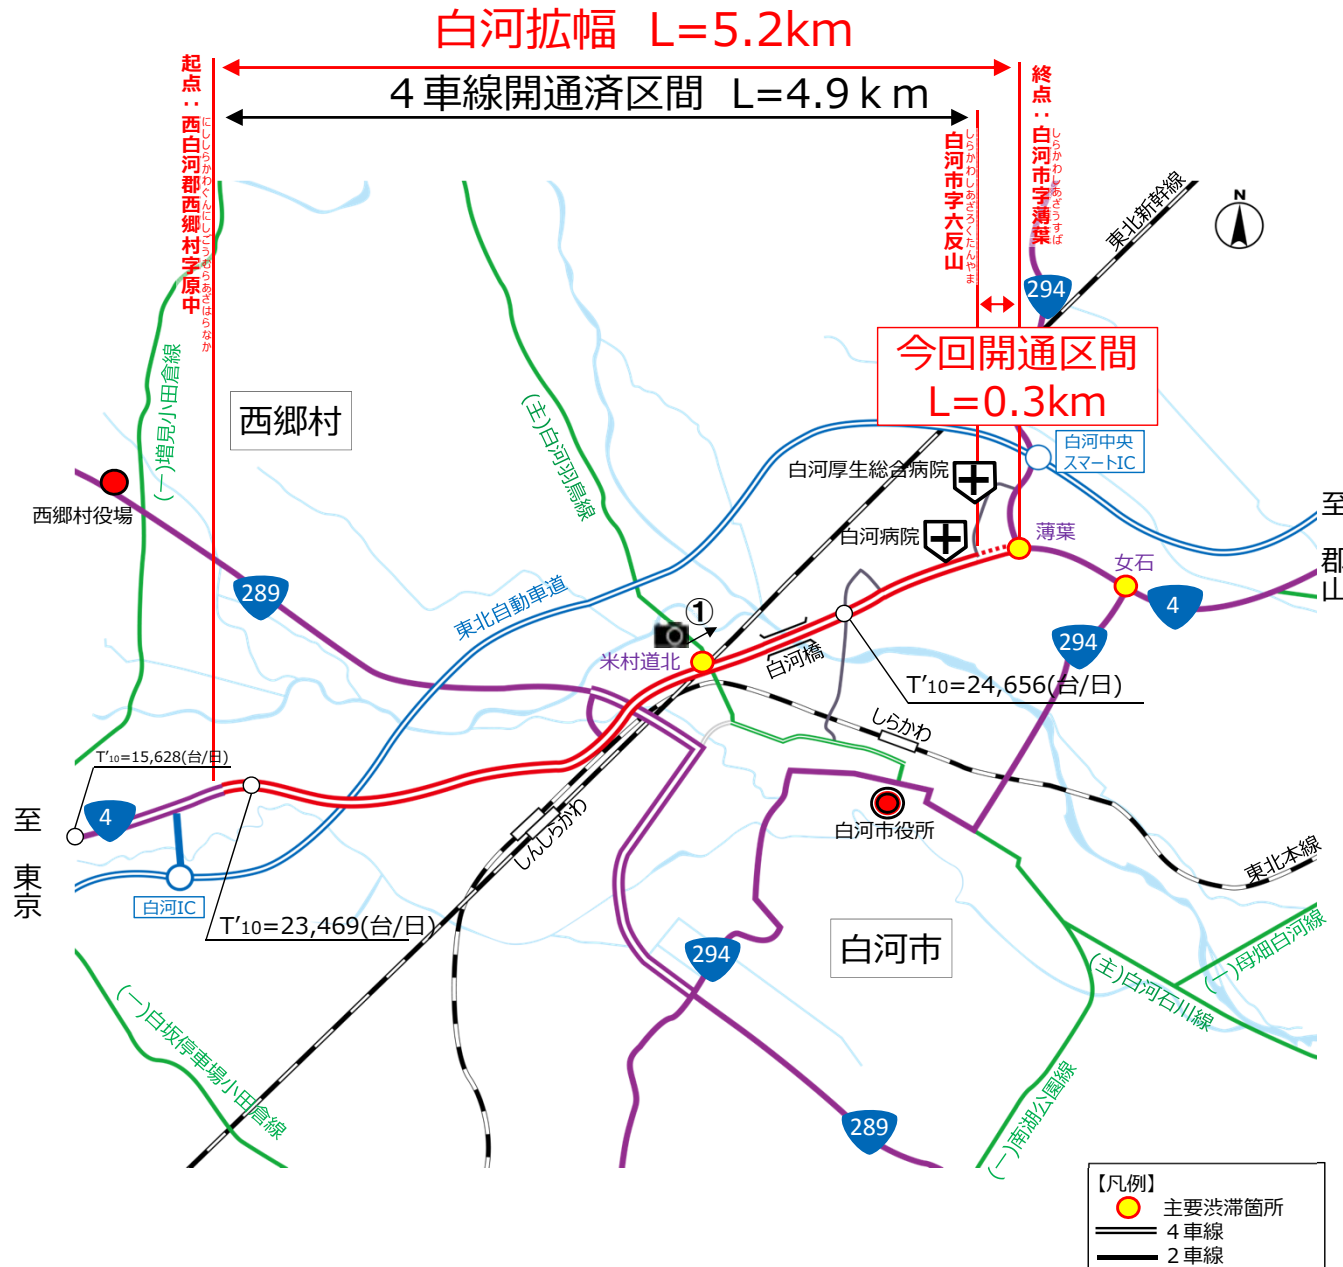 白河拡幅 L=5.2km
４車線開通済区間 L=4.9ｋｍ
起点：西白河郡西郷村字原中
にししらかわぐんにしごうむらあざはらなか
白河市字六反山
しらかわしあざろくたんやま
終点：白河市字薄葉
しらかわしあざうすば
東北新幹線
N
294
今回開通区間
L=0.3km
(一)増見小田倉線
西郷村
(主)白河羽鳥線
白河中央
スマートIC
白河厚生総合病院
西郷村役場
白河病院
薄葉
女石
至 郡山
289
東北自動車道
4
①
294
米村道北
白河橋
T'10=24,656(台/日)
しらかわ
T'10=15,628(台/日)
4
至 東京
しんしらかわ
白河市役所
東北本線
白河IC
T'10=23,469(台/日)
294
白河市
(一)母畑白河線
(主)白河石川線
(一)白坂停車場小田倉線
289
(一)南湖公園線
【凡例】
主要渋滞箇所
４車線
２車線